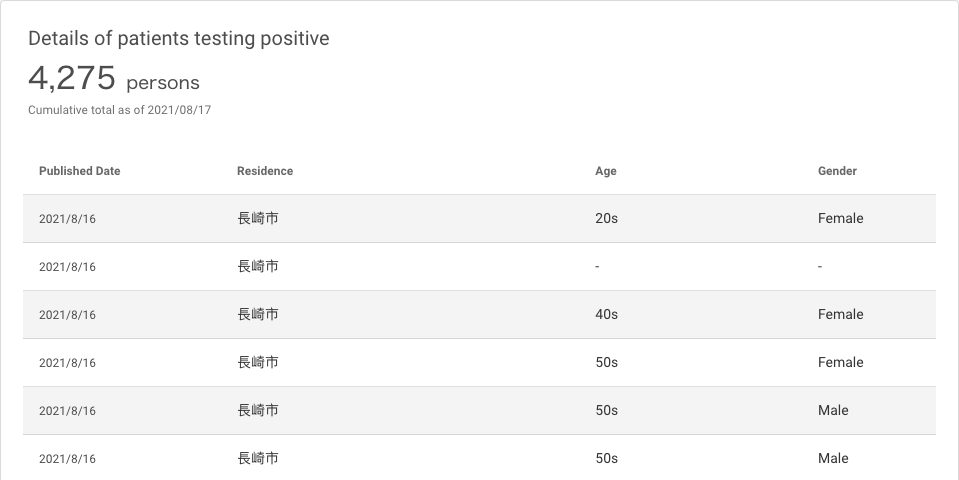 Details of patients testing positive
4,275 persons
Cumulative total as of 2021/08/17
Published Date Residence Age Gender
2021/8/16 長崎市 20s Female
2021/8/16 長崎市 - -
2021/8/16 長崎市 40s Female
2021/8/16 長崎市 50s Female
2021/8/16 長崎市 50s Male
2021/8/16 長崎市 50s Male